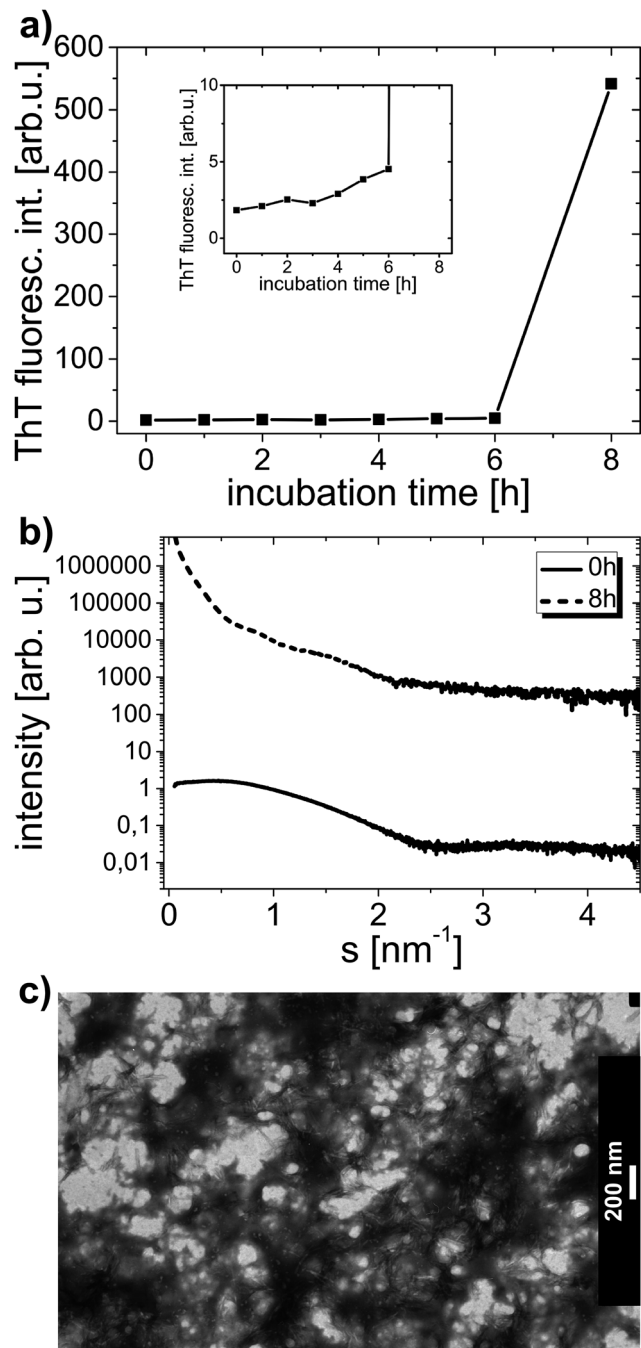 a)
600
500
400
300
200
100
0
ThT fluoresc. int. [arb.u.]
0 2 4 6 8
incubation time [h]
10
5
0
ThT fluoresc. int. [arb.u.]
0 2 4 6 8
incubation time [h]
b)
1000000
100000
10000
1000
100
10
1
0,1
0,01
intensity [arb. u.]
0h
8h
0 1 2 3 4
s [nm⁻¹]
c)
200 nm